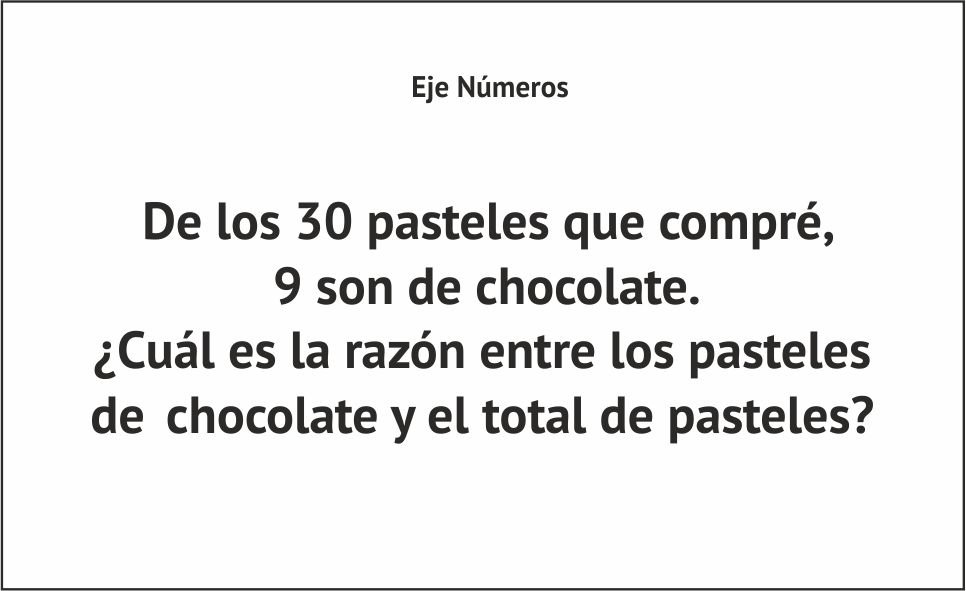 Eje Números
De los 30 pasteles que compré,
9 son de chocolate.
¿Cuál es la razón entre los pasteles
de chocolate y el total de pasteles?